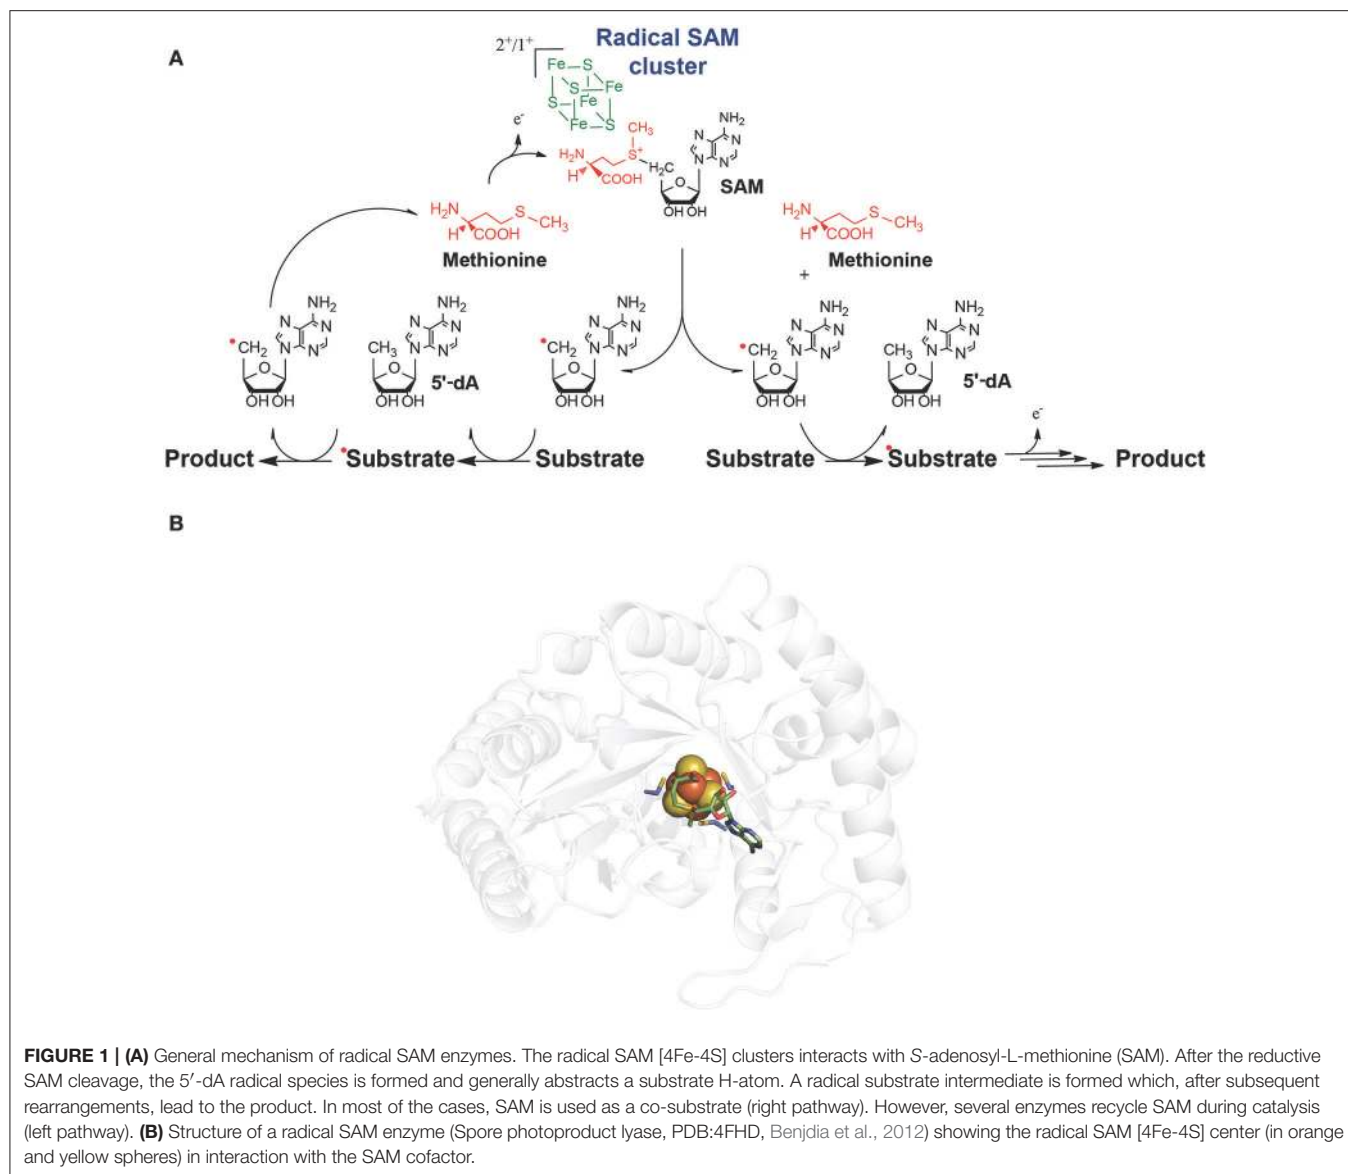 A
2+/1+
Radical SAM
cluster
Fe S
S Fe
S Fe
Fe S
e-
NH2
CH3
N N
H2N S+ N N
H COOH H2C O SAM
OH OH
H2N S CH3
H COOH
Methionine
H2N S CH3
H COOH
Methionine
+
NH2
N N
•CH2 N N
O
OH OH
NH2
N N
CH3 N N
O 5'-dA
OH OH
NH2
N N
•CH2 N N
O
OH OH
NH2
N N
•CH2 N N
O
OH OH
NH2
N N
CH3 N N
O 5'-dA
OH OH
e-
Product •Substrate Substrate Substrate •Substrate Product
B
FIGURE 1 | (A) General mechanism of radical SAM enzymes. The radical SAM [4Fe-4S] clusters interacts with S-adenosyl-L-methionine (SAM). After the reductive
SAM cleavage, the 5′-dA radical species is formed and generally abstracts a substrate H-atom. A radical substrate intermediate is formed which, after subsequent
rearrangements, lead to the product. In most of the cases, SAM is used as a co-substrate (right pathway). However, several enzymes recycle SAM during catalysis
(left pathway). (B) Structure of a radical SAM enzyme (Spore photoproduct lyase, PDB:4FHD, Benjdia et al., 2012) showing the radical SAM [4Fe-4S] center (in orange
and yellow spheres) in interaction with the SAM cofactor.